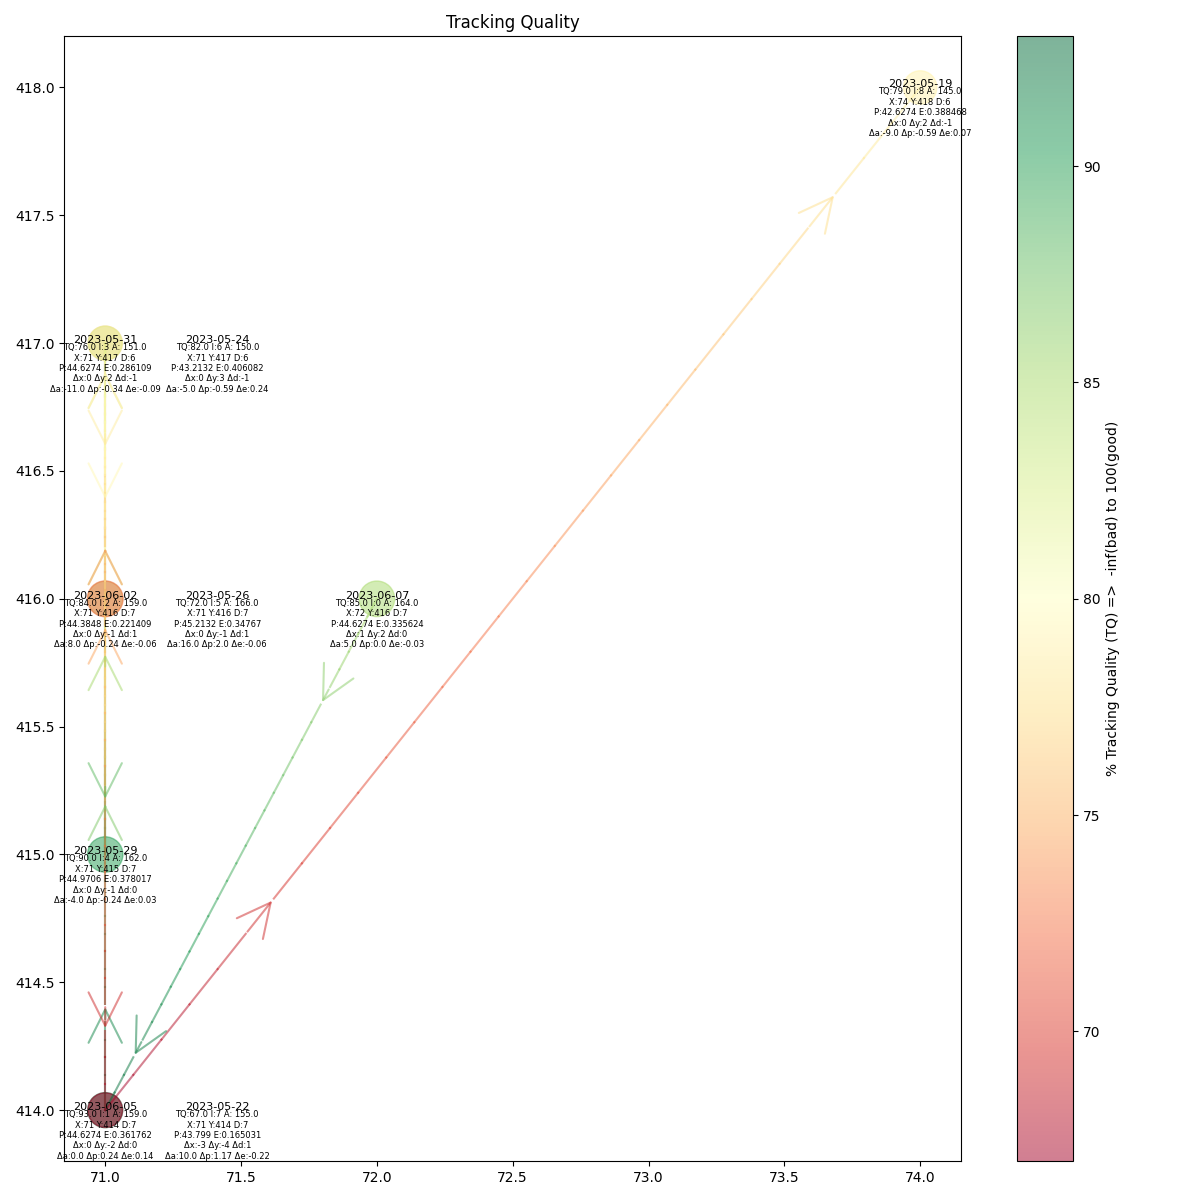 Tracking Quality
418.0
417.5
417.0
416.5
416.0
415.5
415.0
414.5
414.0
2023-05-19
TQ:79.0 I:8 A: 145.0
X:74 Y:418 D:6
P:42.6274 E:0.388468
Δx:0 Δy:2 Δd:-1
Δa:-9.0 Δp:-0.59 Δe:0.07
2023-05-31
TQ:76.0 I:3 A: 151.0
X:71 Y:417 D:6
P:44.6274 E:0.286109
Δx:0 Δy:2 Δd:-1
Δa:-11.0 Δp:-0.34 Δe:-0.09
2023-05-24
TQ:82.0 I:6 A: 150.0
X:71 Y:417 D:6
P:43.2132 E:0.406082
Δx:0 Δy:3 Δd:-1
Δa:-5.0 Δp:-0.59 Δe:0.24
2023-06-02
TQ:84.0 I:2 A: 159.0
X:71 Y:416 D:7
P:44.3848 E:0.221409
Δx:0 Δy:-1 Δd:1
Δa:8.0 Δp:-0.24 Δe:-0.06
2023-05-26
TQ:72.0 I:5 A: 166.0
X:71 Y:416 D:7
P:45.2132 E:0.34767
Δx:0 Δy:-1 Δd:1
Δa:16.0 Δp:2.0 Δe:-0.06
2023-06-07
TQ:85.0 I:0 A: 164.0
X:72 Y:416 D:7
P:44.6274 E:0.335624
Δx:1 Δy:2 Δd:0
Δa:5.0 Δp:0.0 Δe:-0.03
2023-05-29
TQ:90.0 I:4 A: 162.0
X:71 Y:415 D:7
P:44.9706 E:0.378017
Δx:0 Δy:-1 Δd:0
Δa:-4.0 Δp:-0.24 Δe:0.03
2023-06-05
TQ:93.0 I:1 A: 159.0
X:71 Y:414 D:7
P:44.6274 E:0.361762
Δx:0 Δy:-2 Δd:0
Δa:0.0 Δp:0.24 Δe:0.14
2023-05-22
TQ:67.0 I:7 A: 155.0
X:71 Y:414 D:7
P:43.799 E:0.165031
Δx:-3 Δy:-4 Δd:1
Δa:10.0 Δp:1.17 Δe:-0.22
71.0
71.5
72.0
72.5
73.0
73.5
74.0
90
85
80
75
70
% Tracking Quality (TQ) => -inf(bad) to 100(good)